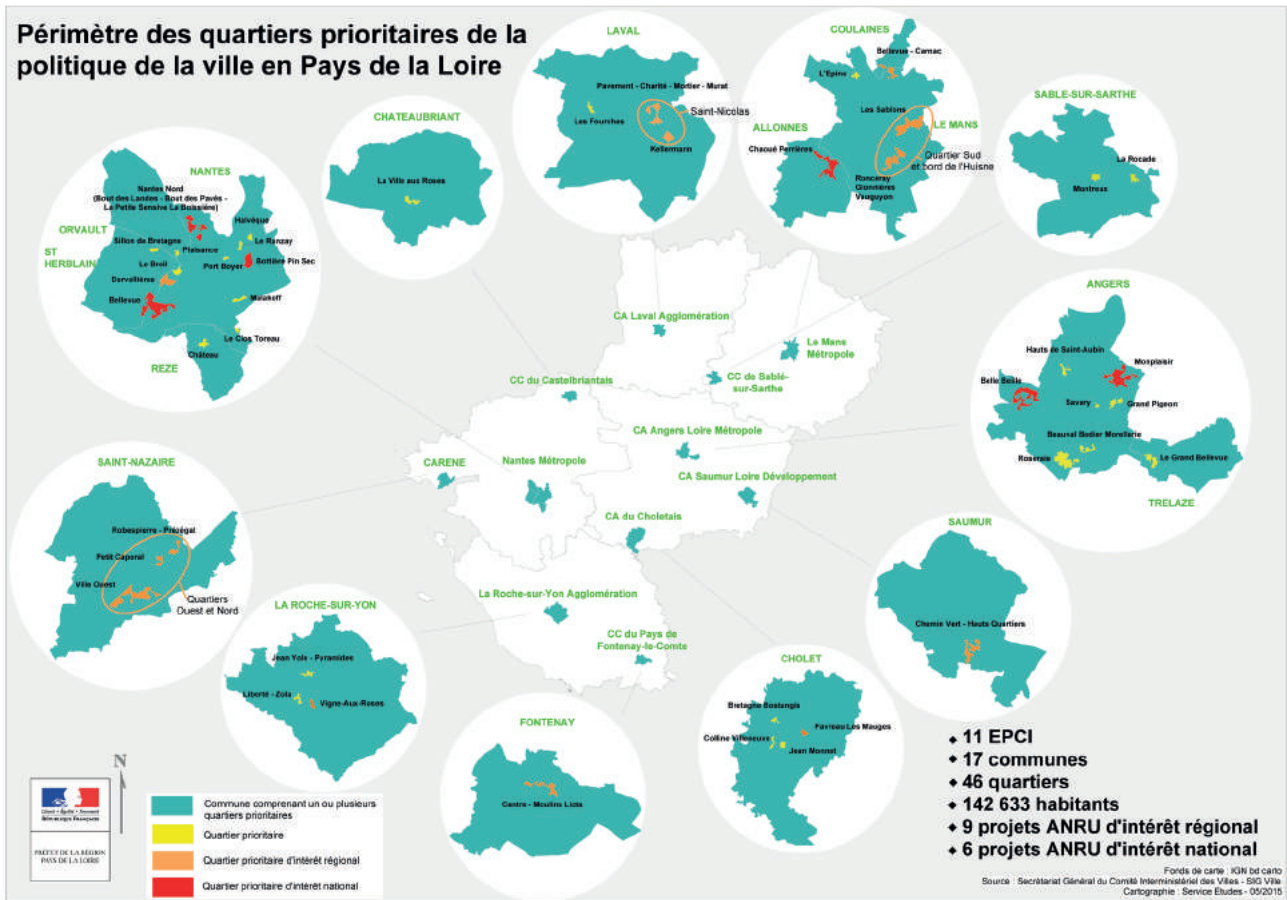 Périmètre des quartiers prioritaires de la
politique de la ville en Pays de la Loire
LAVAL
Pavement - Charité - Mortier - Murat
Les Fourches
Saint-Nicolas
Kellermann
COULAINES
Bellevue - Carnac
L'Epine
Les Sablons
ALLONNES
LE MANS
Chaoué Perrières
Quartier Sud
et bord de l'Huisne
Ronceray
Glonnières
Vauguyon
SABLE-SUR-SARTHE
La Rocade
Montreux
CHATEAUBRIANT
La Ville aux Roses
NANTES
Nantes Nord
(Bout des Landes - Bout des Pavés -
La Petite Sensive La Boissière)
Halvèque
ORVAULT
Sillon de Bretagne
Plaisance
Le Ranzay
ST
HERBLAIN
Le Breil
Port Boyer
Bottière Pin Sec
Dervallières
Bellevue
Malakoff
Le Clos Toreau
Château
REZE
CA Laval Agglomération
Le Mans
Métropole
CC de Sablé-
sur-Sarthe
CC du Castelbriantais
CA Angers Loire Métropole
CARENE
Nantes Métropole
CA Saumur Loire Développement
CA du Choletais
La Roche-sur-Yon Agglomération
CC du Pays de
Fontenay-le-Comte
ANGERS
Hauts de Saint-Aubin
Monplaisir
Belle Beille
Savary
Grand Pigeon
Beauval Bedier Morellerie
Roseraie
Le Grand Bellevue
TRELAZE
SAINT-NAZAIRE
Robespierre - Prézégat
Petit Caporal
Ville Ouest
Quartiers
Ouest et Nord
LA ROCHE-SUR-YON
Jean Yole - Pyramides
Liberté - Zola
Vigne-Aux-Roses
FONTENAY
Centre - Moulins Liots
CHOLET
Bretagne Bostangis
Favreau Les Mauges
Colline Villeneuve
Jean Monnet
SAUMUR
Chemin Vert - Hauts Quartiers
11 EPCI
17 communes
46 quartiers
142 633 habitants
9 projets ANRU d'intérêt régional
6 projets ANRU d'intérêt national
N
Liberté • Égalité • Fraternité
RÉPUBLIQUE FRANÇAISE
PRÉFET DE LA RÉGION
PAYS DE LA LOIRE
Commune comprenant un ou plusieurs
quartiers prioritaires
Quartier prioritaire
Quartier prioritaire d'intérêt régional
Quartier prioritaire d'intérêt national
Fonds de carte : IGN bd carto
Source : Secrétariat Général du Comité Interministériel des Villes - SIG Ville
Cartographie : Service Etudes - 05/2015